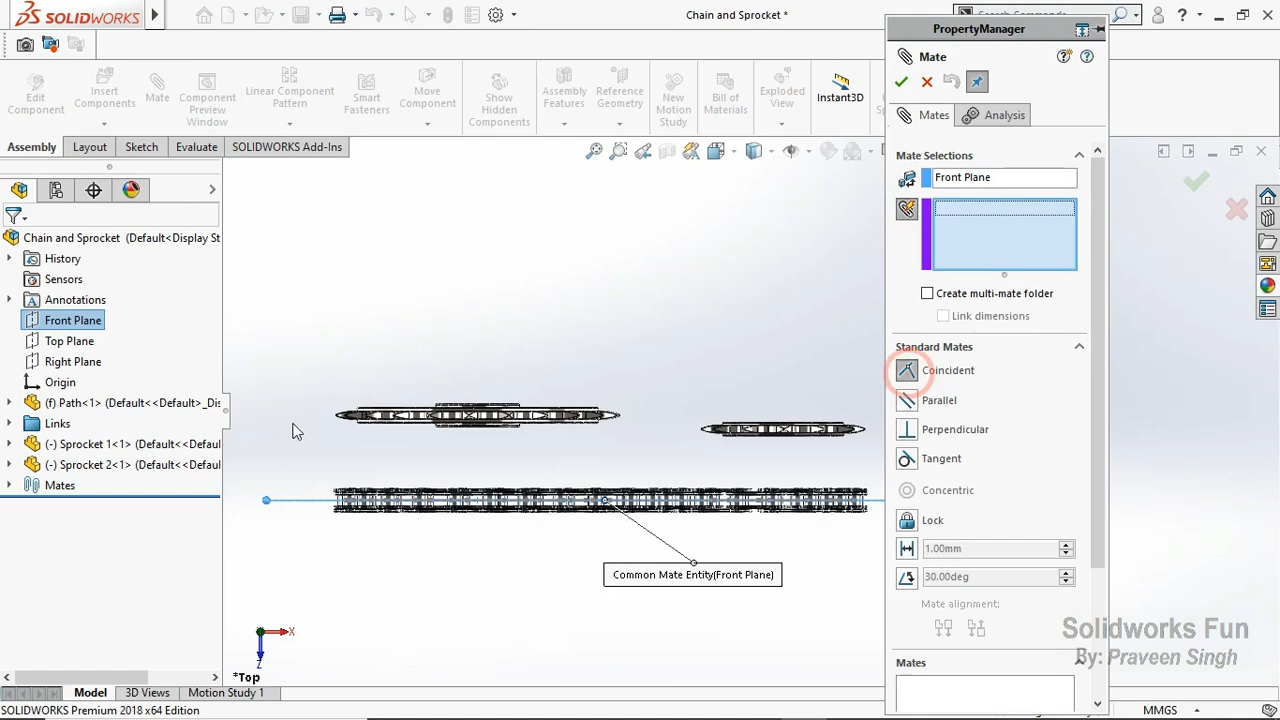 SOLIDWORKS
Chain and Sprocket *
PropertyManager
Mate
Edit Component
Insert Components
Mate
Component Preview Window
Linear Component Pattern
Smart Fasteners
Move Component
Show Hidden Components
Assembly Features
Reference Geometry
New Motion Study
Bill of Materials
Exploded View
Instant3D
Mates
Analysis
Assembly
Layout
Sketch
Evaluate
SOLIDWORKS Add-Ins
Mate Selections
Front Plane
Chain and Sprocket (Default<Display St
History
Sensors
Annotations
Front Plane
Top Plane
Right Plane
Origin
(f) Path<1> (Default<<Default>_Dis
Links
(-) Sprocket 1<1> (Default<<Defau
(-) Sprocket 2<1> (Default<<Defau
Mates
Create multi-mate folder
Link dimensions
Standard Mates
Coincident
Parallel
Perpendicular
Tangent
Concentric
Lock
1.00mm
30.00deg
Mate alignment:
Mates
Common Mate Entity(Front Plane)
X
Z
*Top
Solidworks Fun
By: Praveen Singh
Model
3D Views
Motion Study 1
SOLIDWORKS Premium 2018 x64 Edition
MMGS